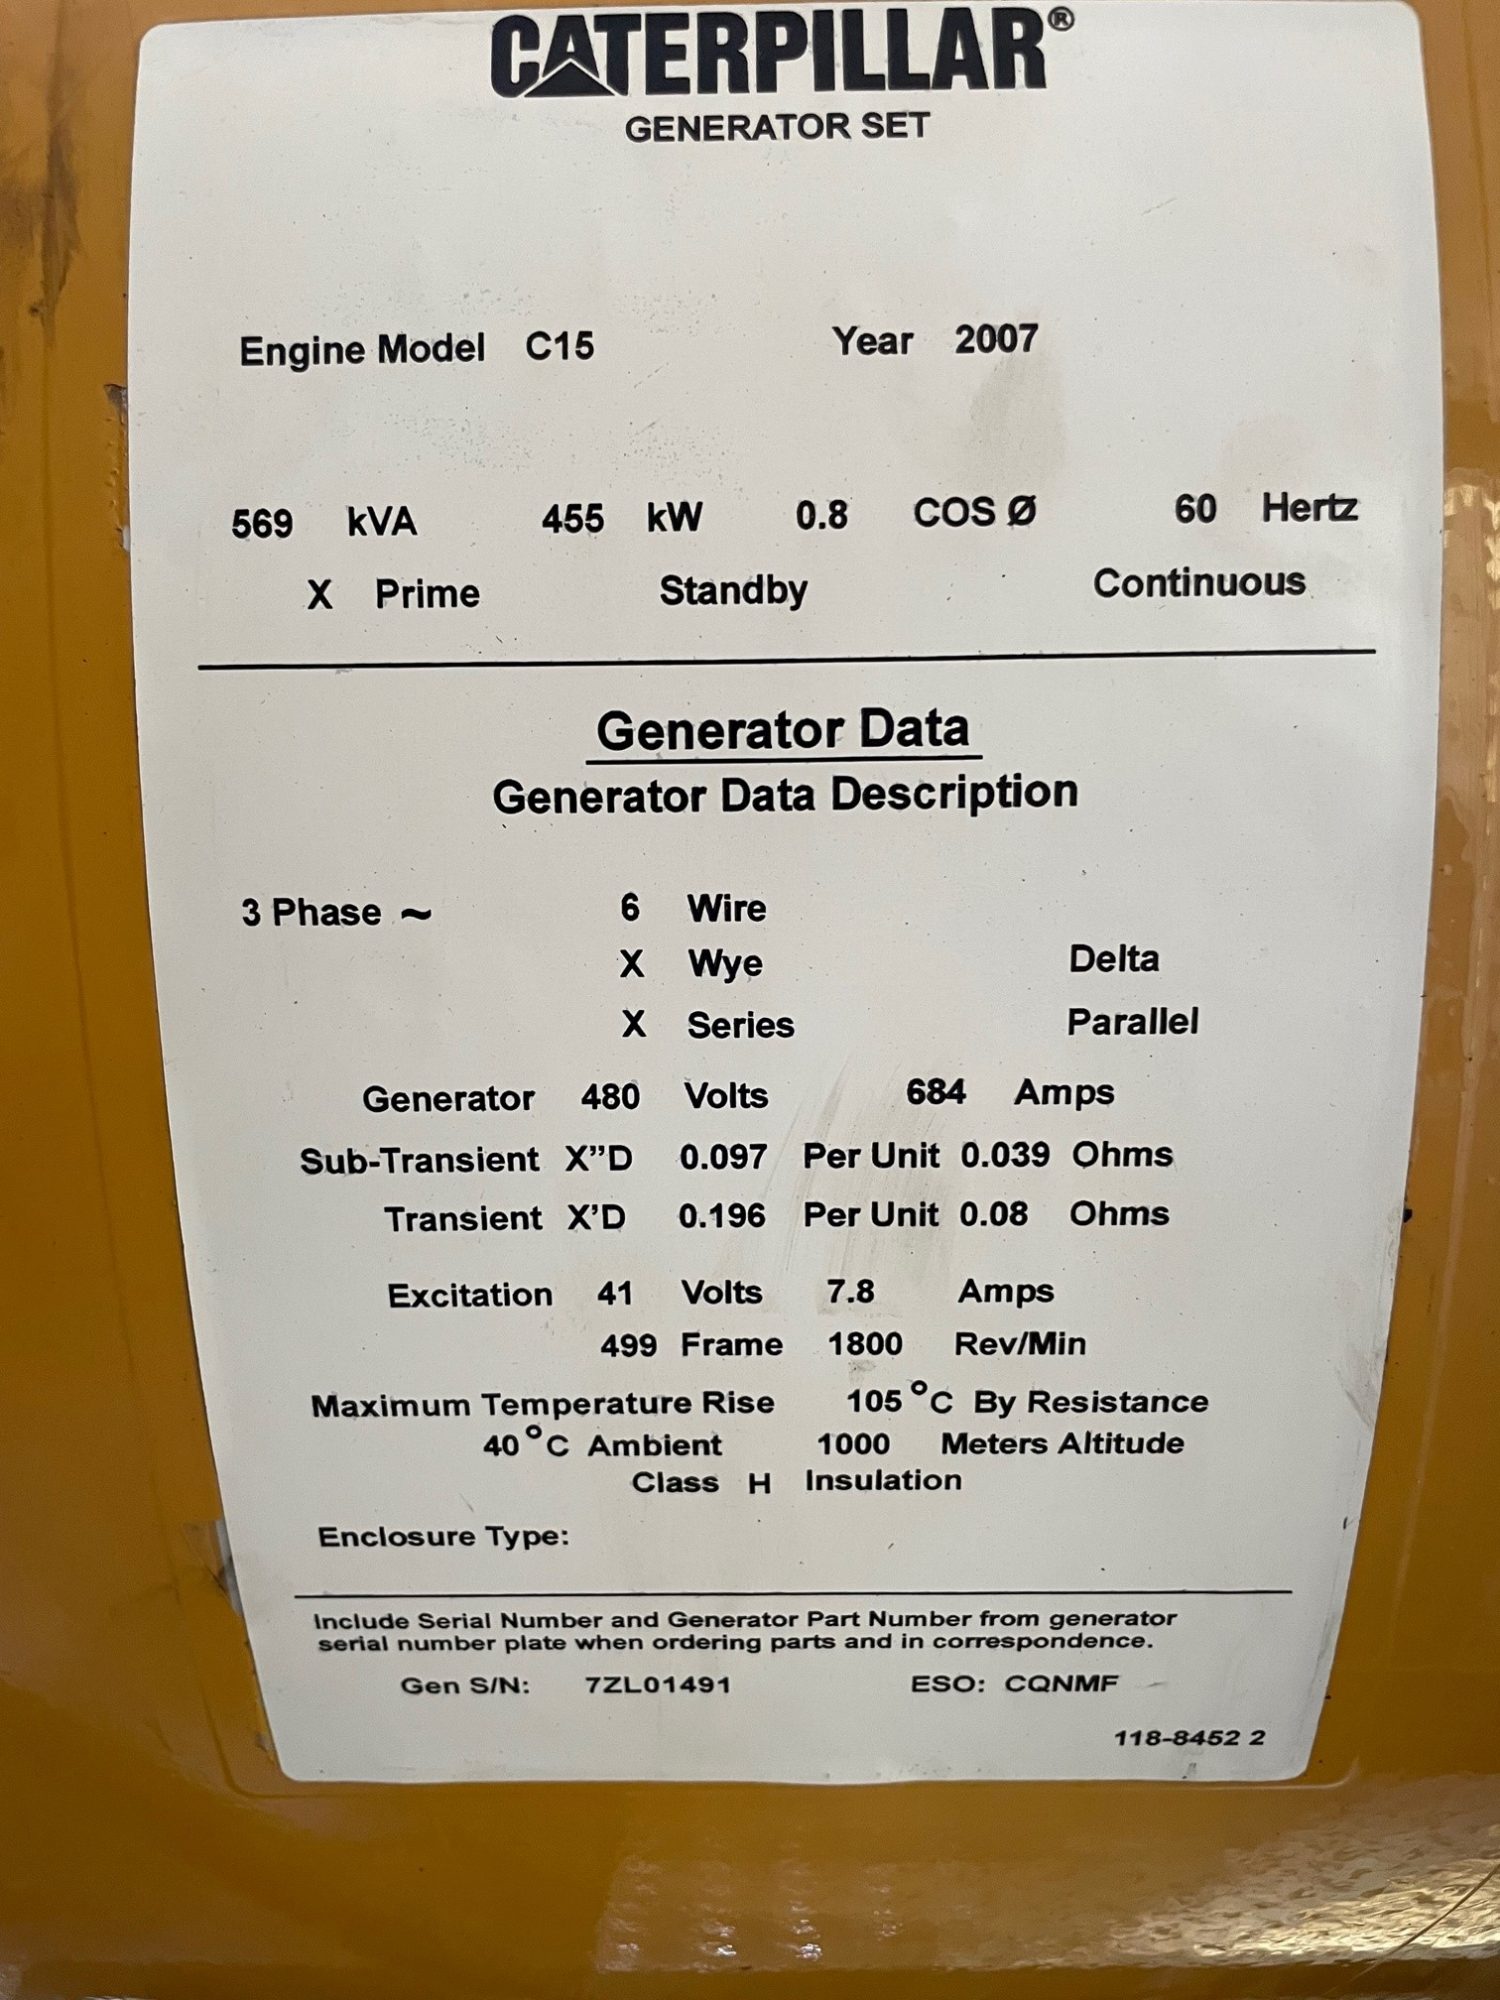 CATERPILLAR®
GENERATOR SET
Engine Model C15 Year 2007
569 kVA 455 kW 0.8 COS Ø 60 Hertz
X Prime Standby Continuous
Generator Data
Generator Data Description
3 Phase ~ 6 Wire
X Wye Delta
X Series Parallel
Generator 480 Volts 684 Amps
Sub-Transient X”D 0.097 Per Unit 0.039 Ohms
Transient X’D 0.196 Per Unit 0.08 Ohms
Excitation 41 Volts 7.8 Amps
499 Frame 1800 Rev/Min
Maximum Temperature Rise 105 °C By Resistance
40 °C Ambient 1000 Meters Altitude
Class H Insulation
Enclosure Type:
Include Serial Number and Generator Part Number from generator
serial number plate when ordering parts and in correspondence.
Gen S/N: 7ZL01491 ESO: CQNMF
118-8452 2